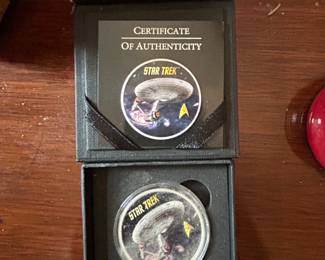 CERTIFICATE
OF AUTHENTICITY
STAR TREK
STAR TREK